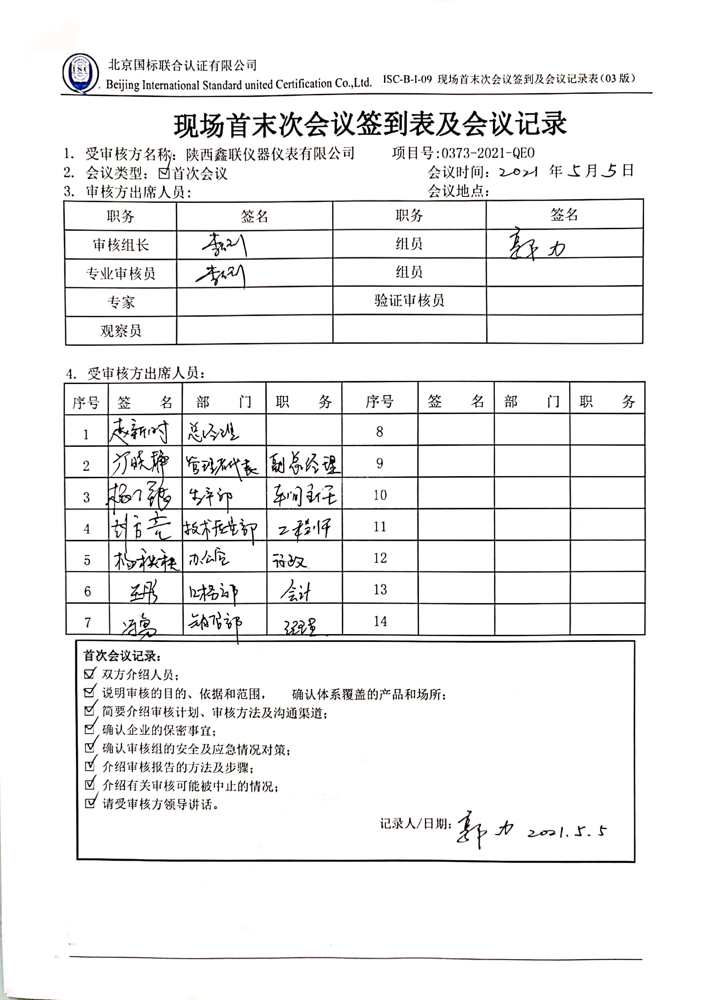 ISC
北京国标联合认证有限公司
Beijing International Standard united Certification Co.,Ltd. ISC-B-I-09 现场首末次会议签到及会议记录表(03 版)
现场首末次会议签到表及会议记录
1. 受审核方名称: 陕西鑫联仪器仪表有限公司 项目号:0373-2021-QEO
2. 会议类型: ☑首次会议 会议时间: 2021 年 5 月 5 日
3. 审核方出席人员: 会议地点:
职务 签名 职务 签名
审核组长 组员 郭力
专业审核员 组员
专家 验证审核员
观察员
4. 受审核方出席人员:
序号 签 名 部 门 职 务 序号 签 名 部 门 职 务
1 赵新时 总经理 8
2 管理者代表 副总经理 9
3 生产部 车间主任 10
4 技术质量部 工程师 11
5 杨秧秧 办公室 行政 12
6 王彤 财务部 会计 13
7 冯勇 销售部 经理 14
首次会议记录:
☑ 双方介绍人员;
☑ 说明审核的目的、依据和范围, 确认体系覆盖的产品和场所;
☑ 简要介绍审核计划、审核方法及沟通渠道;
☑ 确认企业的保密事宜;
☑ 确认审核组的安全及应急情况对策;
☑ 介绍审核报告的方法及步骤;
☑ 介绍有关审核可能被中止的情况;
☑ 请受审核方领导讲话。
记录人/日期: 郭力 2021.5.5